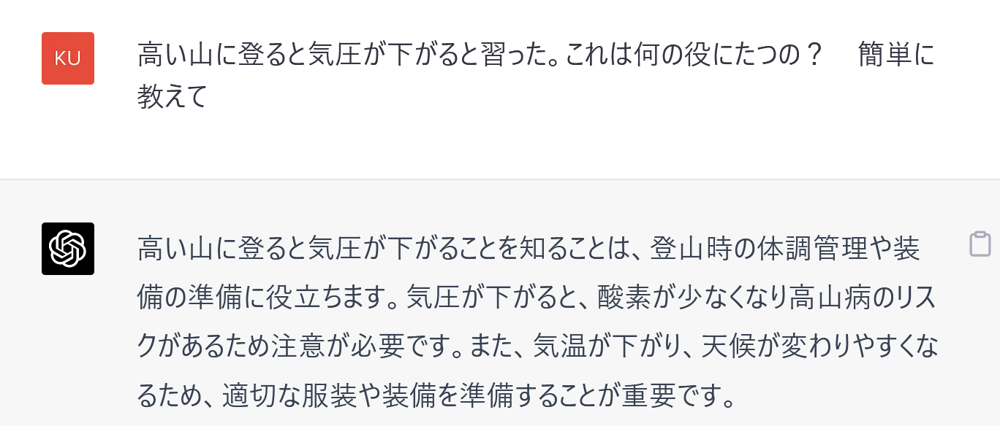 KU
高い山に登ると気圧が下がると習った。これは何の役にたつの？　簡単に
教えて
高い山に登ると気圧が下がることを知ることは、登山時の体調管理や装
備の準備に役立ちます。気圧が下がると、酸素が少なくなり高山病のリス
クがあるため注意が必要です。また、気温が下がり、天候が変わりやすくな
るため、適切な服装や装備を準備することが重要です。